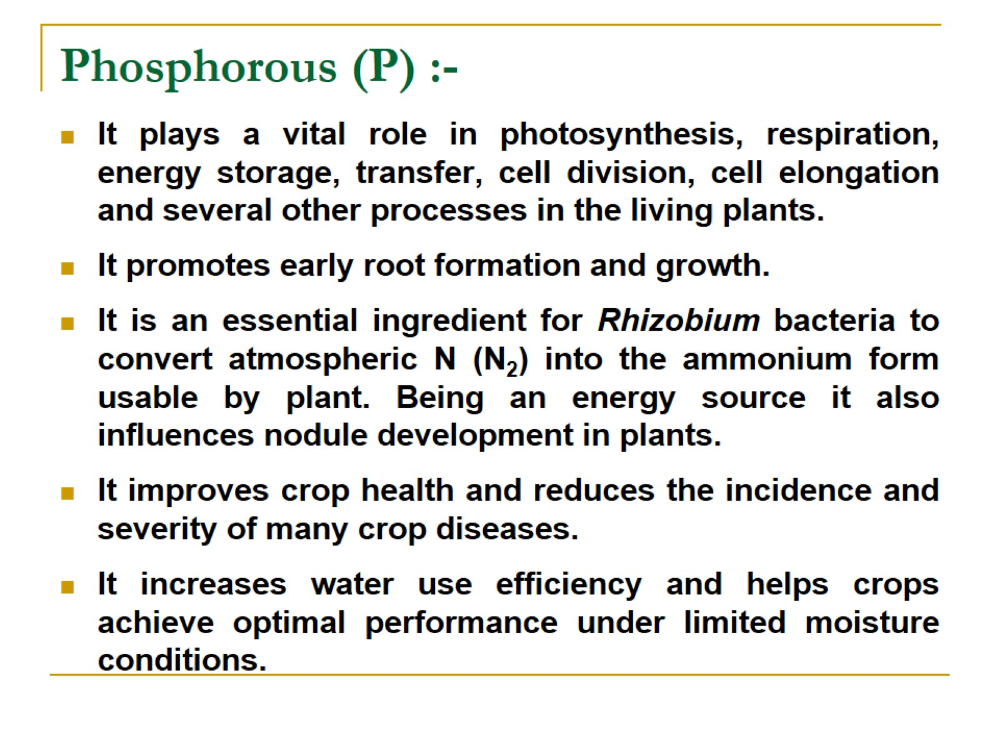 Phosphorous (P) :-
It plays a vital role in photosynthesis, respiration,
energy storage, transfer, cell division, cell elongation
and several other processes in the living plants.
It promotes early root formation and growth.
It is an essential ingredient for Rhizobium bacteria to
convert atmospheric N (N₂) into the ammonium form
usable by plant. Being an energy source it also
influences nodule development in plants.
It improves crop health and reduces the incidence and
severity of many crop diseases.
It increases water use efficiency and helps crops
achieve optimal performance under limited moisture
conditions.